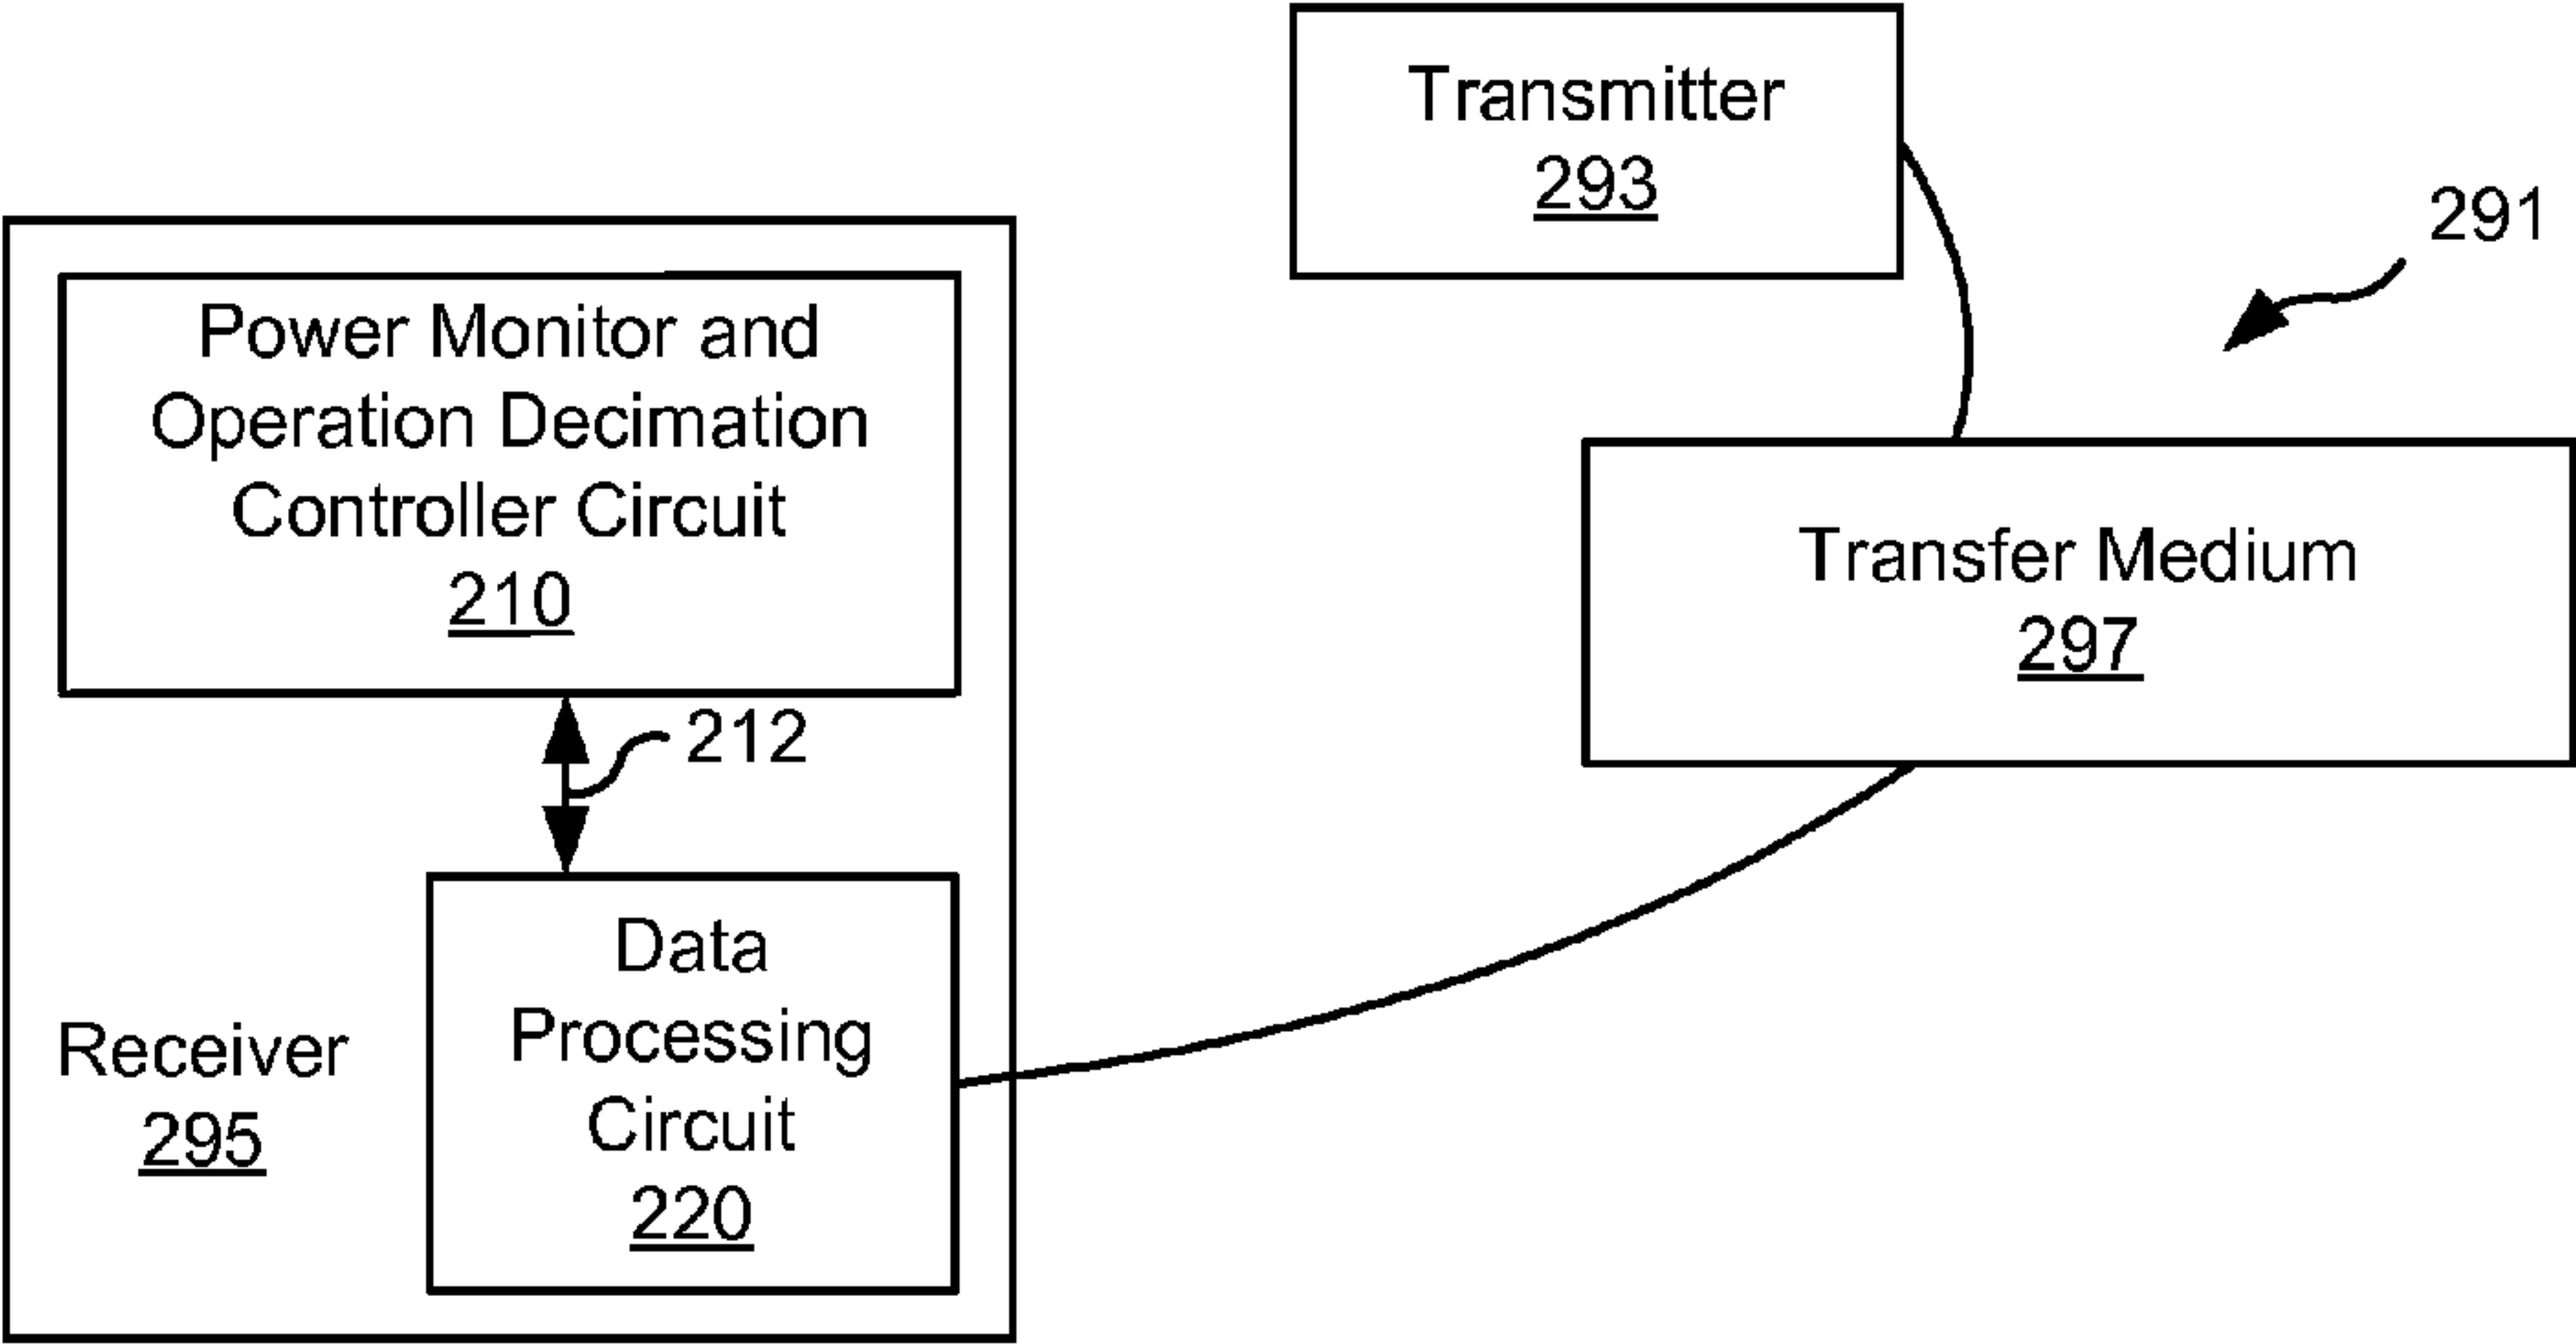 Transmitter
293
291
Power Monitor and
Operation Decimation
Controller Circuit
210
Transfer Medium
297
212
Data
Processing
Circuit
220
Receiver
295